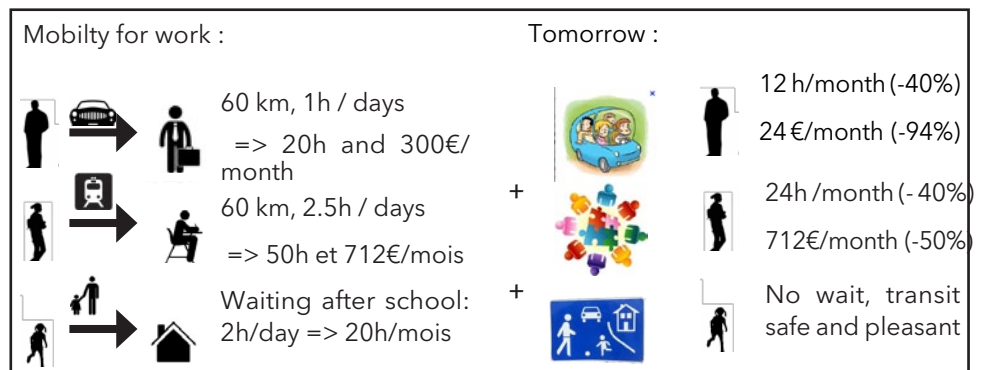 Mobilty for work :
Tomorrow :
60 km, 1h / days
=> 20h and 300€/
month
60 km, 2.5h / days
=> 50h et 712€/mois
Waiting after school:
2h/day => 20h/mois
+
+
12 h/month (-40%)
24 €/month (-94%)
24h /month (- 40%)
712€/month (-50%)
No wait, transit
safe and pleasant